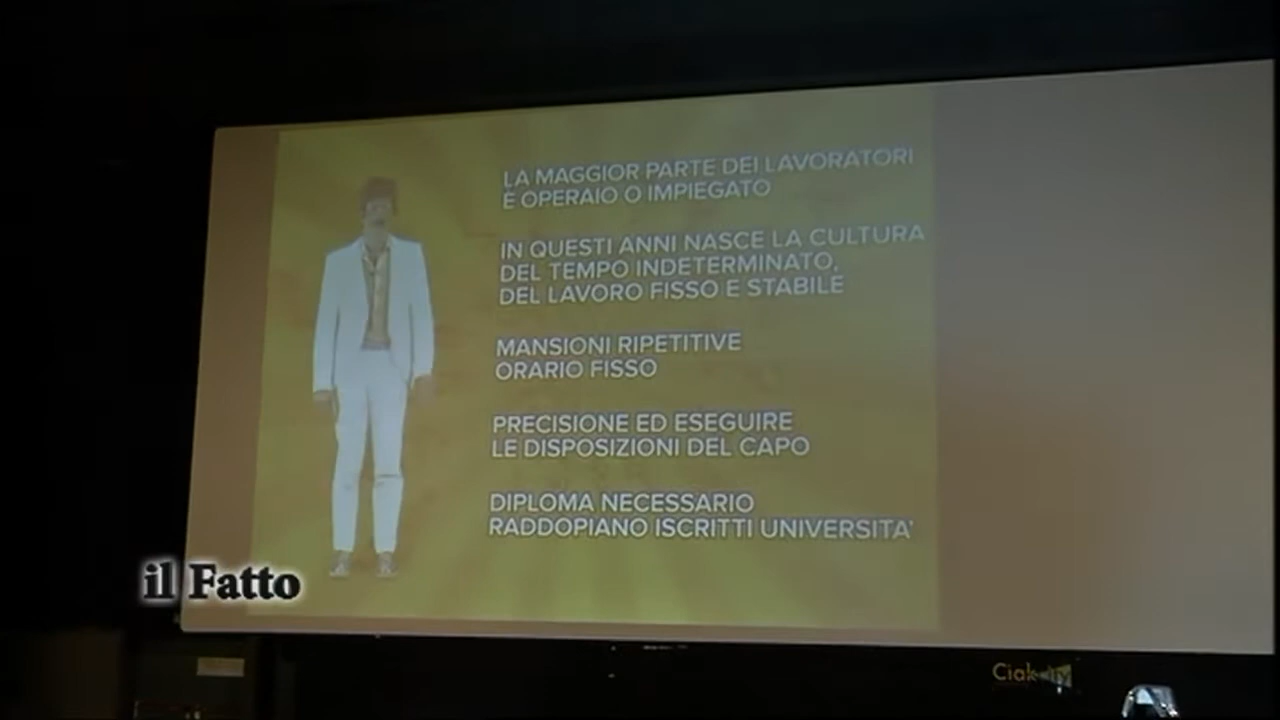 LA MAGGIOR PARTE DEI LAVORATORI
È OPERAIO O IMPIEGATO
IN QUESTI ANNI NASCE LA CULTURA
DEL TEMPO INDETERMINATO,
DEL LAVORO FISSO E STABILE
MANSIONI RIPETITIVE
ORARIO FISSO
PRECISIONE ED ESEGUIRE
LE DISPOSIZIONI DEL CAPO
DIPLOMA NECESSARIO
RADDOPIANO ISCRITTI UNIVERSITA'
il Fatto